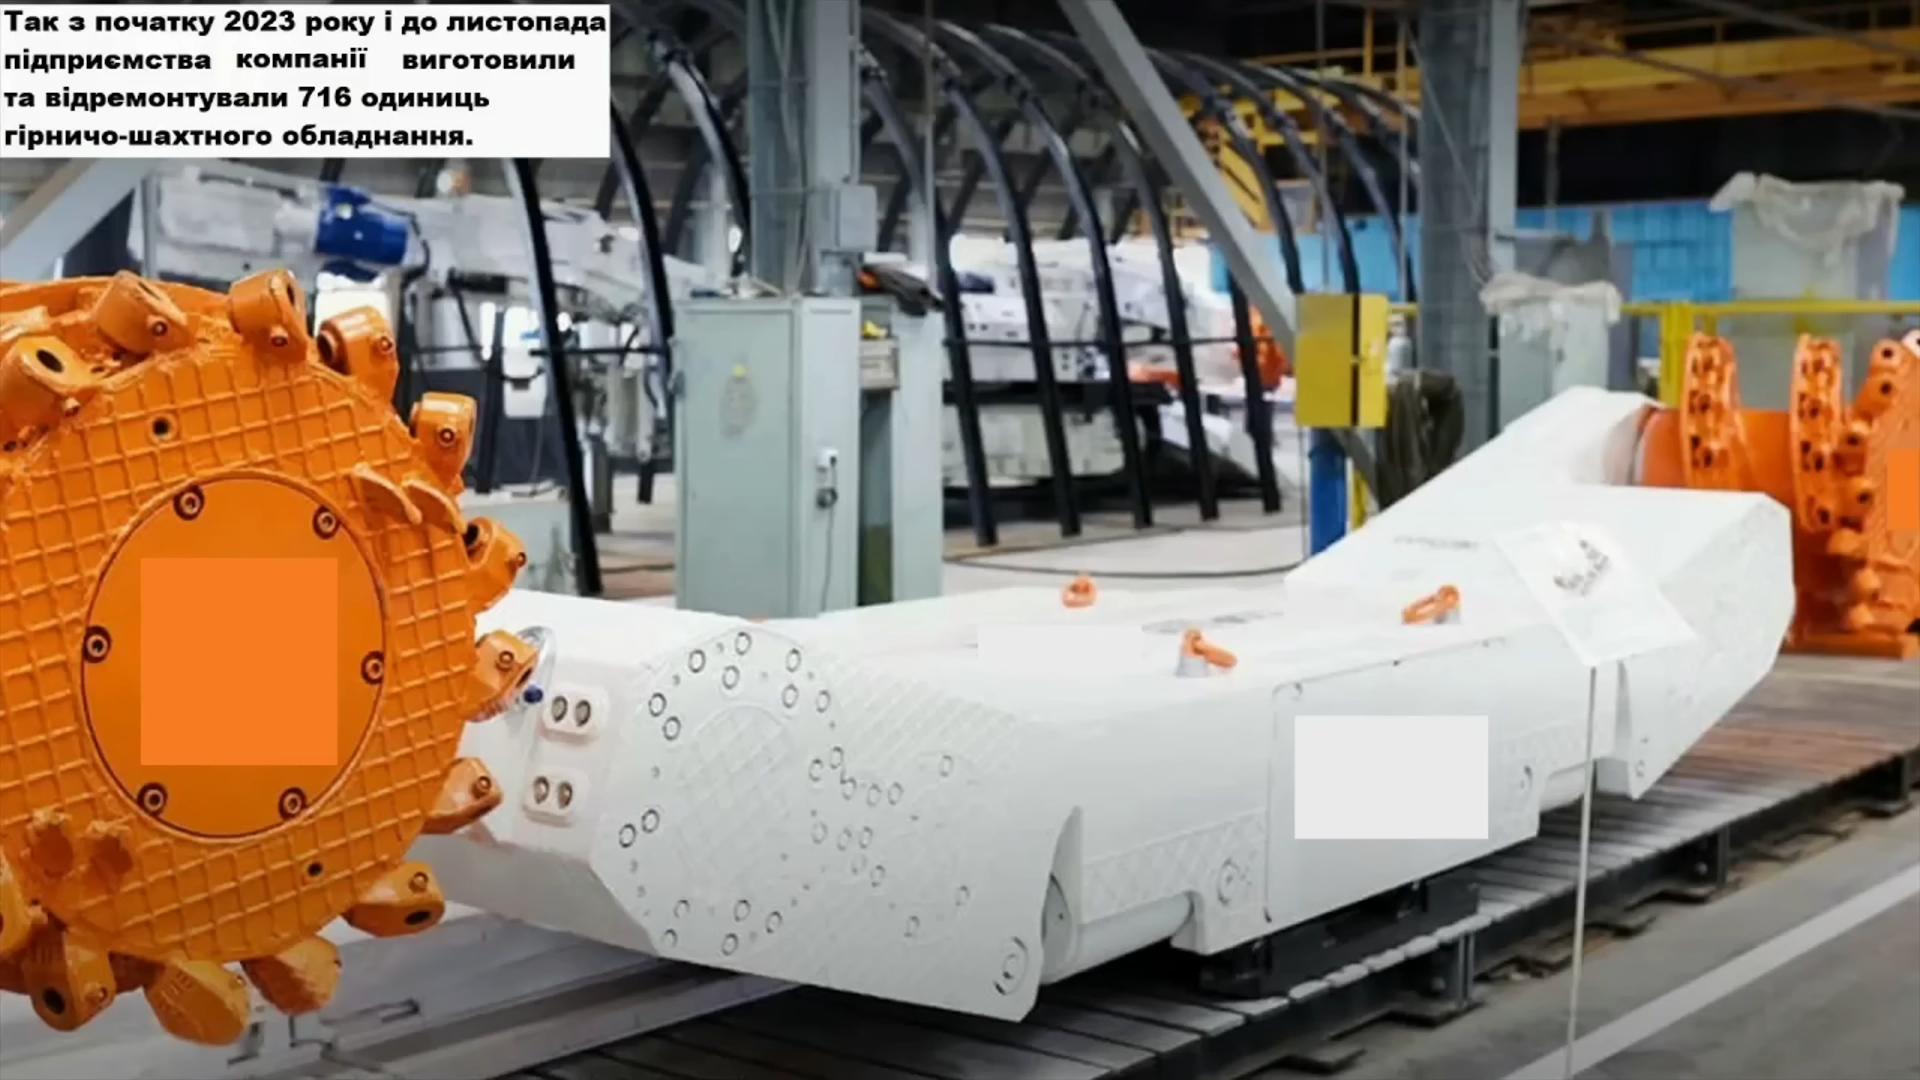 Так з початку 2023 року і до листопада
підприємства компанії виготовили
та відремонтували 716 одиниць
гірничо-шахтного обладнання.